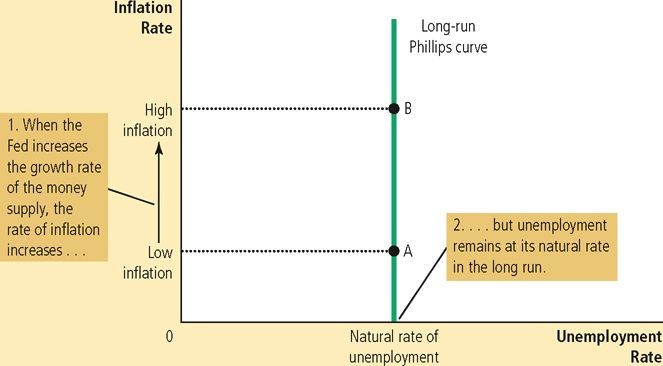 Inflation
Rate
Long-run
Phillips curve
High
inflation
B
1. When the
Fed increases
the growth rate
of the money
supply, the
rate of inflation
increases . . .
Low
inflation
A
2. . . . but unemployment
remains at its natural rate
in the long run.
0
Natural rate of
unemployment
Unemployment
Rate